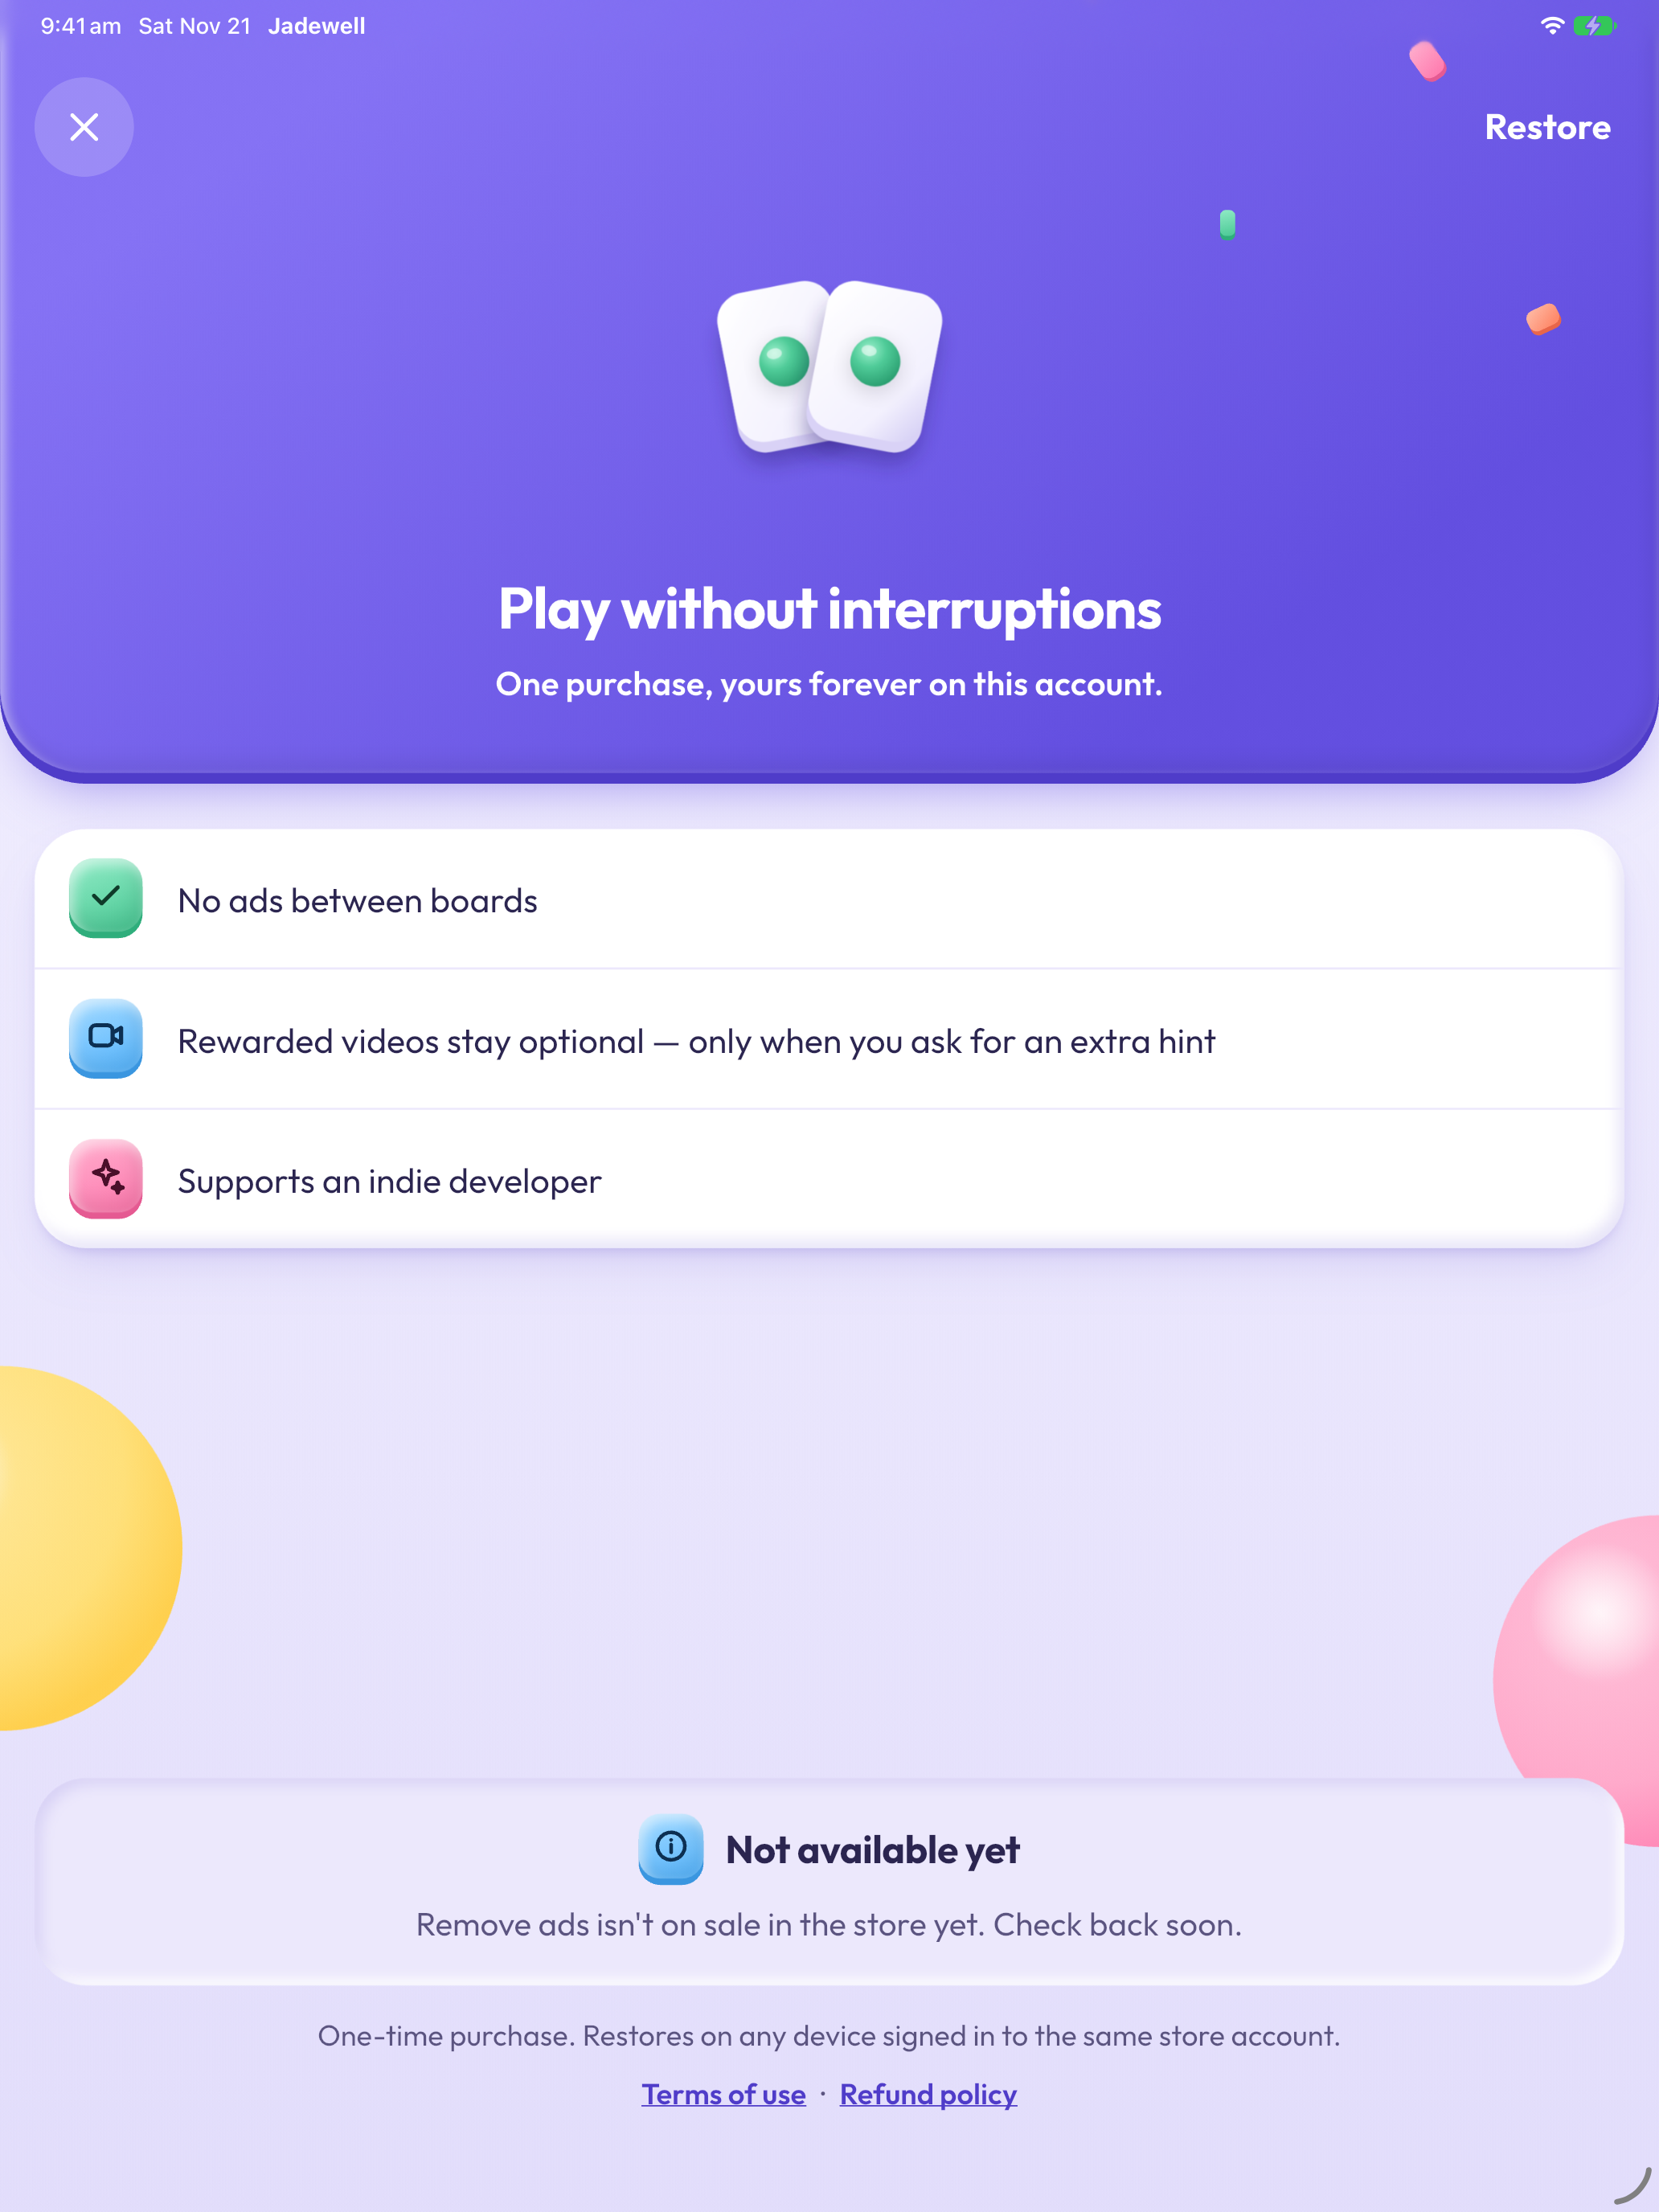 9:41 am Sat Nov 21 Jadewell
Restore
Play without interruptions
One purchase, yours forever on this account.
No ads between boards
Rewarded videos stay optional — only when you ask for an extra hint
Supports an indie developer
Not available yet
Remove ads isn't on sale in the store yet. Check back soon.
One-time purchase. Restores on any device signed in to the same store account.
Terms of use · Refund policy